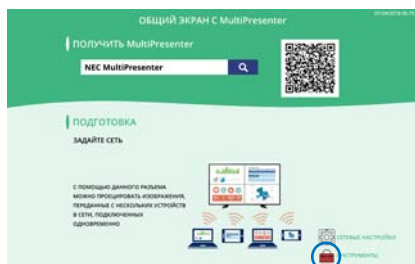 ОБЩИЙ ЭКРАН С MultiPresenter
ПОЛУЧИТЬ MultiPresenter
NEC MultiPresenter
ПОДГОТОВКА
ЗАДАЙТЕ СЕТЬ
С ПОМОЩЬЮ ДАННОГО РАЗЪЕМА
МОЖНО ПРОЕЦИРОВАТЬ ИЗОБРАЖЕНИЯ,
ПЕРЕДАННЫЕ С НЕСКОЛЬКИХ УСТРОЙСТВ
В СЕТИ, ПОДКЛЮЧЕННЫХ
ОДНОВРЕМЕННО
СЕТЕВЫЕ НАСТРОЙКИ
ИНСТРУМЕНТЫ